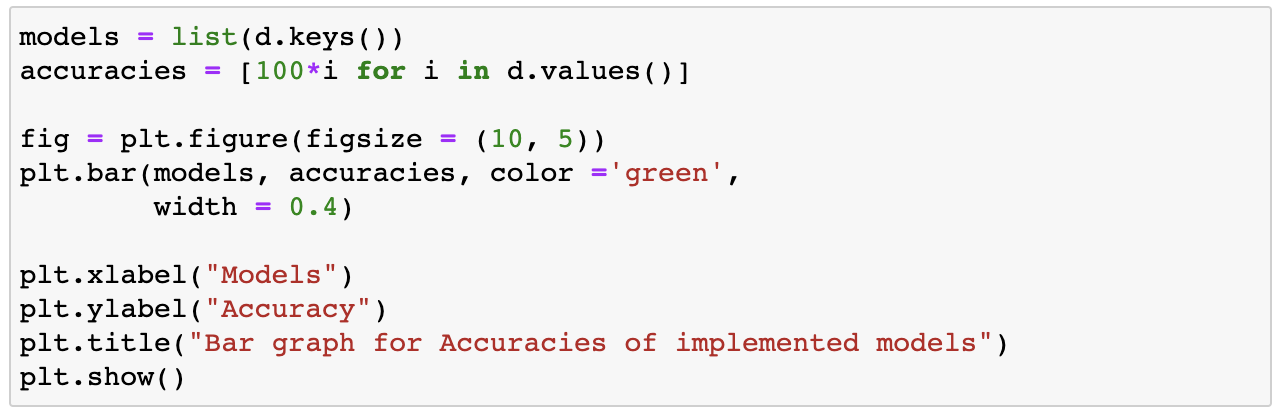 models = list(d.keys())
accuracies = [100*i for i in d.values()]

fig = plt.figure(figsize = (10, 5))
plt.bar(models, accuracies, color ='green',
        width = 0.4)

plt.xlabel("Models")
plt.ylabel("Accuracy")
plt.title("Bar graph for Accuracies of implemented models")
plt.show()